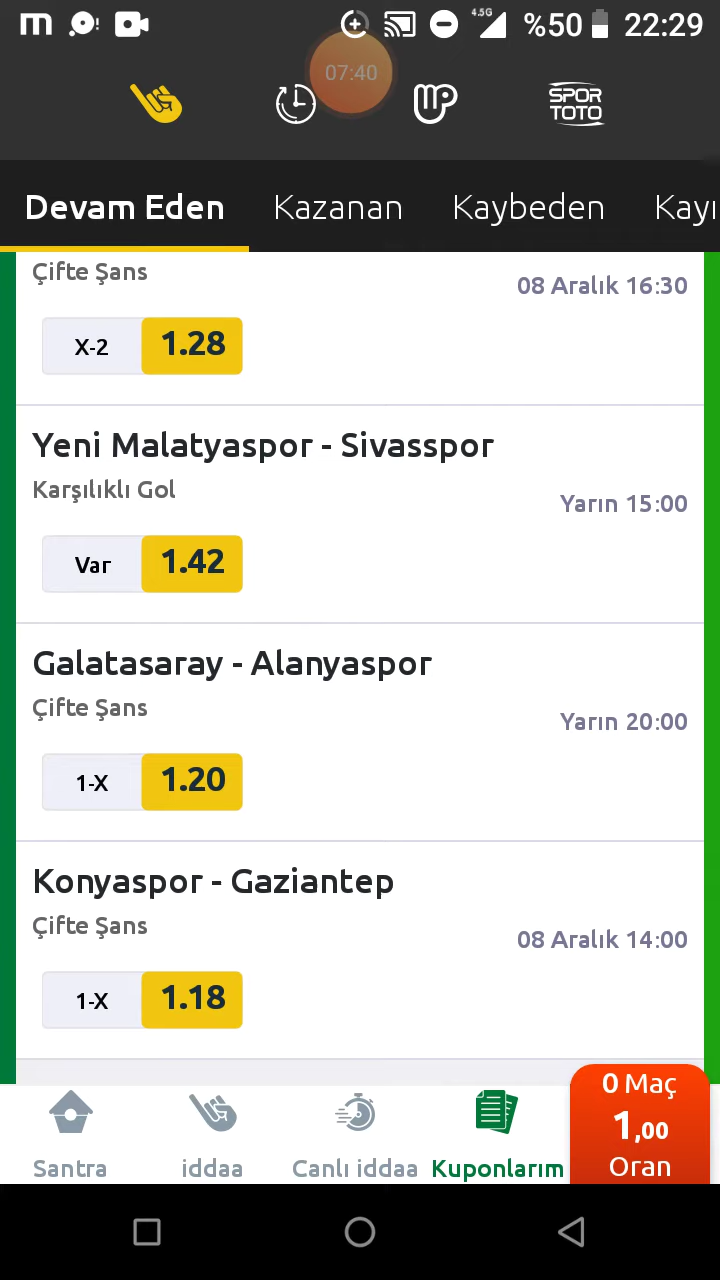 4.5G
%50
22:29
07:40
SPOR
TOTO
Devam Eden
Kazanan
Kaybeden
Kayı
Çifte Şans
08 Aralık 16:30
X-2
1.28
Yeni Malatyaspor - Sivasspor
Karşılıklı Gol
Yarın 15:00
Var
1.42
Galatasaray - Alanyaspor
Çifte Şans
Yarın 20:00
1-X
1.20
Konyaspor - Gaziantep
Çifte Şans
08 Aralık 14:00
1-X
1.18
0 Maç
1,00
Oran
Santra
iddaa
Canlı iddaa
Kuponlarım